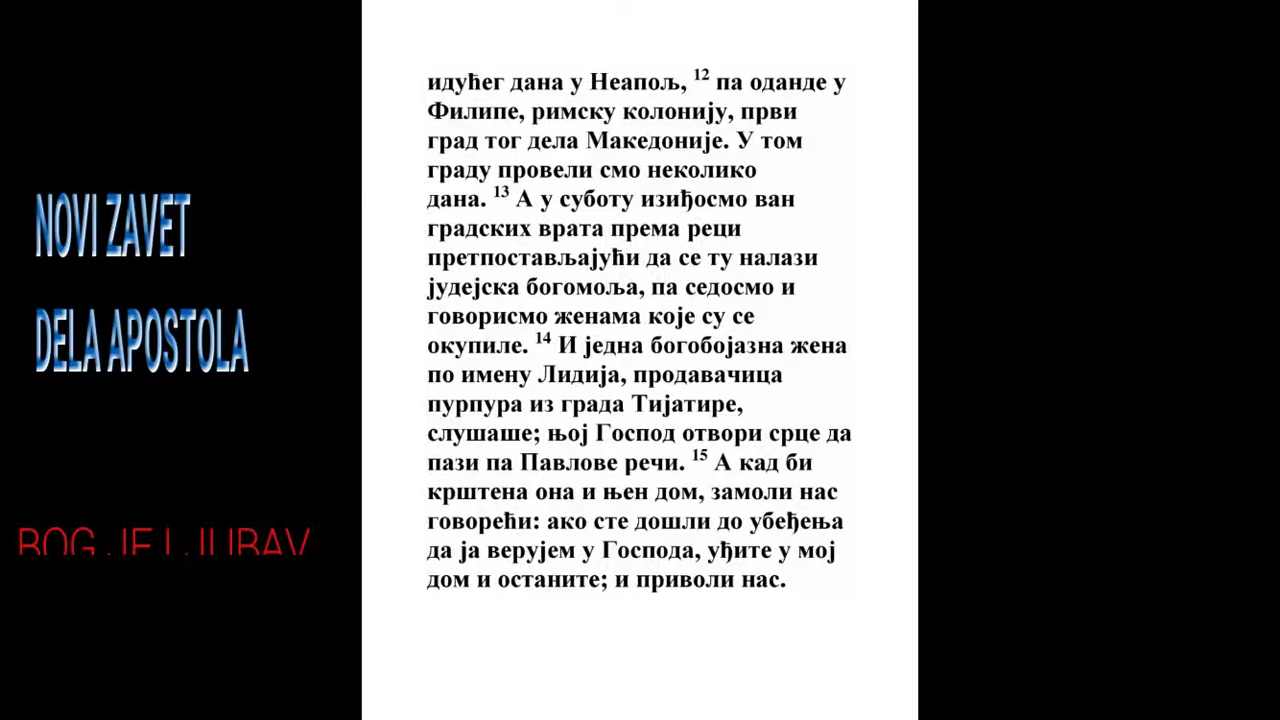 NOVI ZAVET
DELA APOSTOLA
BOG JE LJUBAV
идућег дана у Неапољ, 12 па оданде у
Филипе, римску колонију, први
град тог дела Македоније. У том
граду провели смо неколико
дана. 13 А у суботу изиђосмо ван
градских врата према реци
претпостављајући да се ту налази
јудејска богомоља, па седосмо и
говорисмо женама које су се
окупиле. 14 И једна богобојазна жена
по имену Лидија, продавачица
пурпура из града Тијатире,
слушаше; њој Господ отвори срце да
пази па Павлове речи. 15 А кад би
крштена она и њен дом, замоли нас
говорећи: ако сте дошли до убеђења
да ја верујем у Господа, уђите у мој
дом и останите; и приволи нас.